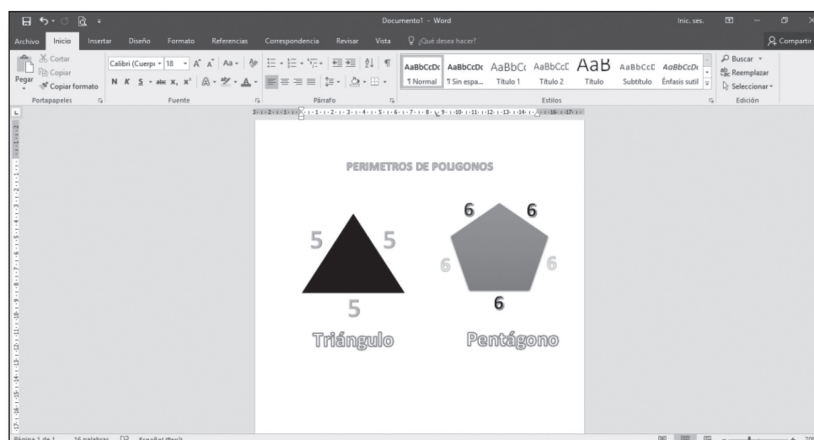 Documento1 - Word
Inic. ses.
Archivo Inicio Insertar Diseño Formato Referencias Correspondencia Revisar Vista ¿Qué desea hacer? Compartir
Pegar
Cortar
Copiar
Copiar formato
Portapapeles
Calibri (Cuerpo 18 A A Aa
N K S abc X, X² A A
Fuente
Párrafo
AaBbCcDc AaBbCcDc AaBbCc AaBbCcC AaB AaBbCcC AaBbCcDc
¶ Normal ¶ Sin espa... Título 1 Título 2 Título Subtítulo Énfasis sutil
Estilos
Buscar
Reemplazar
Seleccionar
Edición
PERIMETROS DE POLIGONOS
5 5
5
Triángulo
6 6
6 6
6
Pentágono
Página 1 de 1 16 palabras Español (Perú)